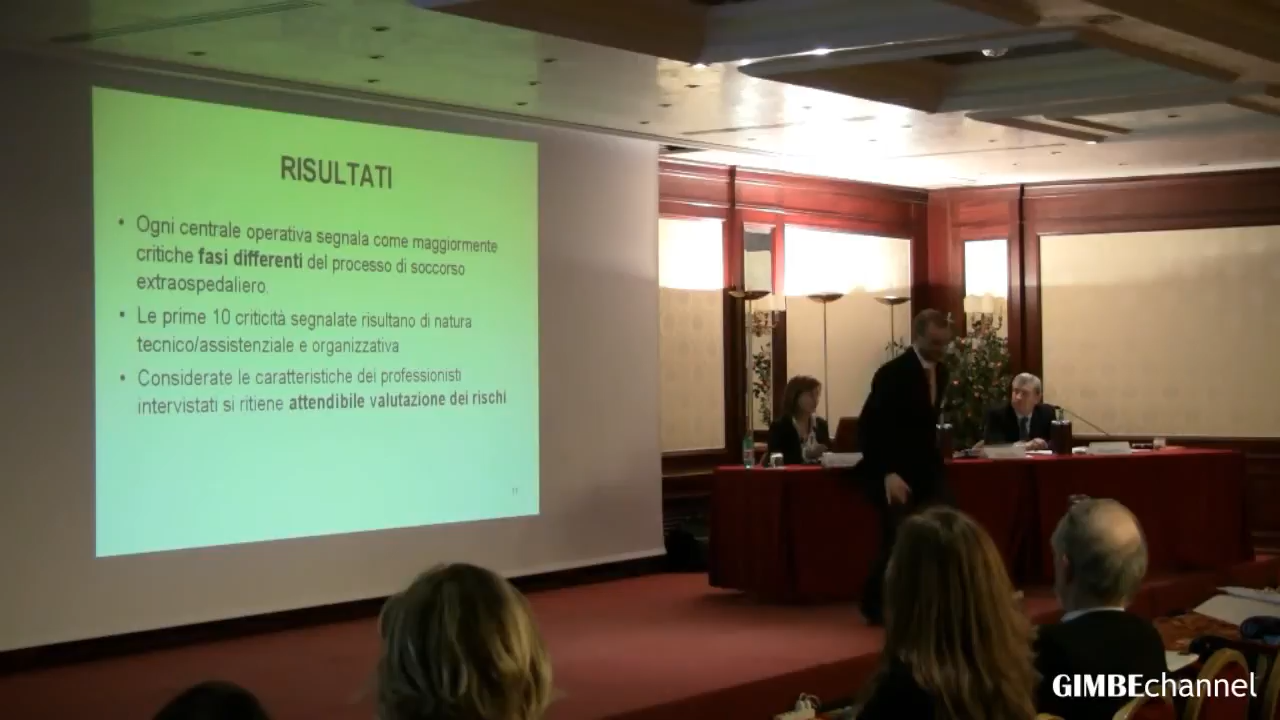 RISULTATI
• Ogni centrale operativa segnala come maggiormente
critiche fasi differenti del processo di soccorso
extraospedaliero.
• Le prime 10 criticità segnalate risultano di natura
tecnico/assistenziale e organizzativa
• Considerate le caratteristiche dei professionisti
intervistati si ritiene attendibile valutazione dei rischi
GIMBEchannel